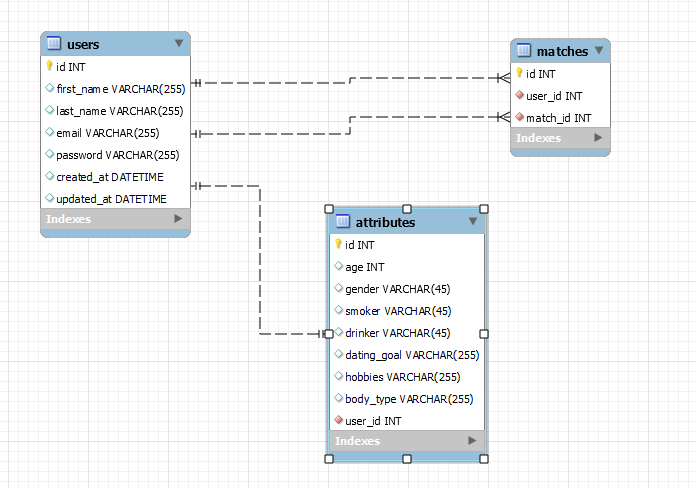 users
id INT
first_name VARCHAR(255)
last_name VARCHAR(255)
email VARCHAR(255)
password VARCHAR(255)
created_at DATETIME
updated_at DATETIME
Indexes
matches
id INT
user_id INT
match_id INT
Indexes
attributes
id INT
age INT
gender VARCHAR(45)
smoker VARCHAR(45)
drinker VARCHAR(45)
dating_goal VARCHAR(255)
hobbies VARCHAR(255)
body_type VARCHAR(255)
user_id INT
Indexes